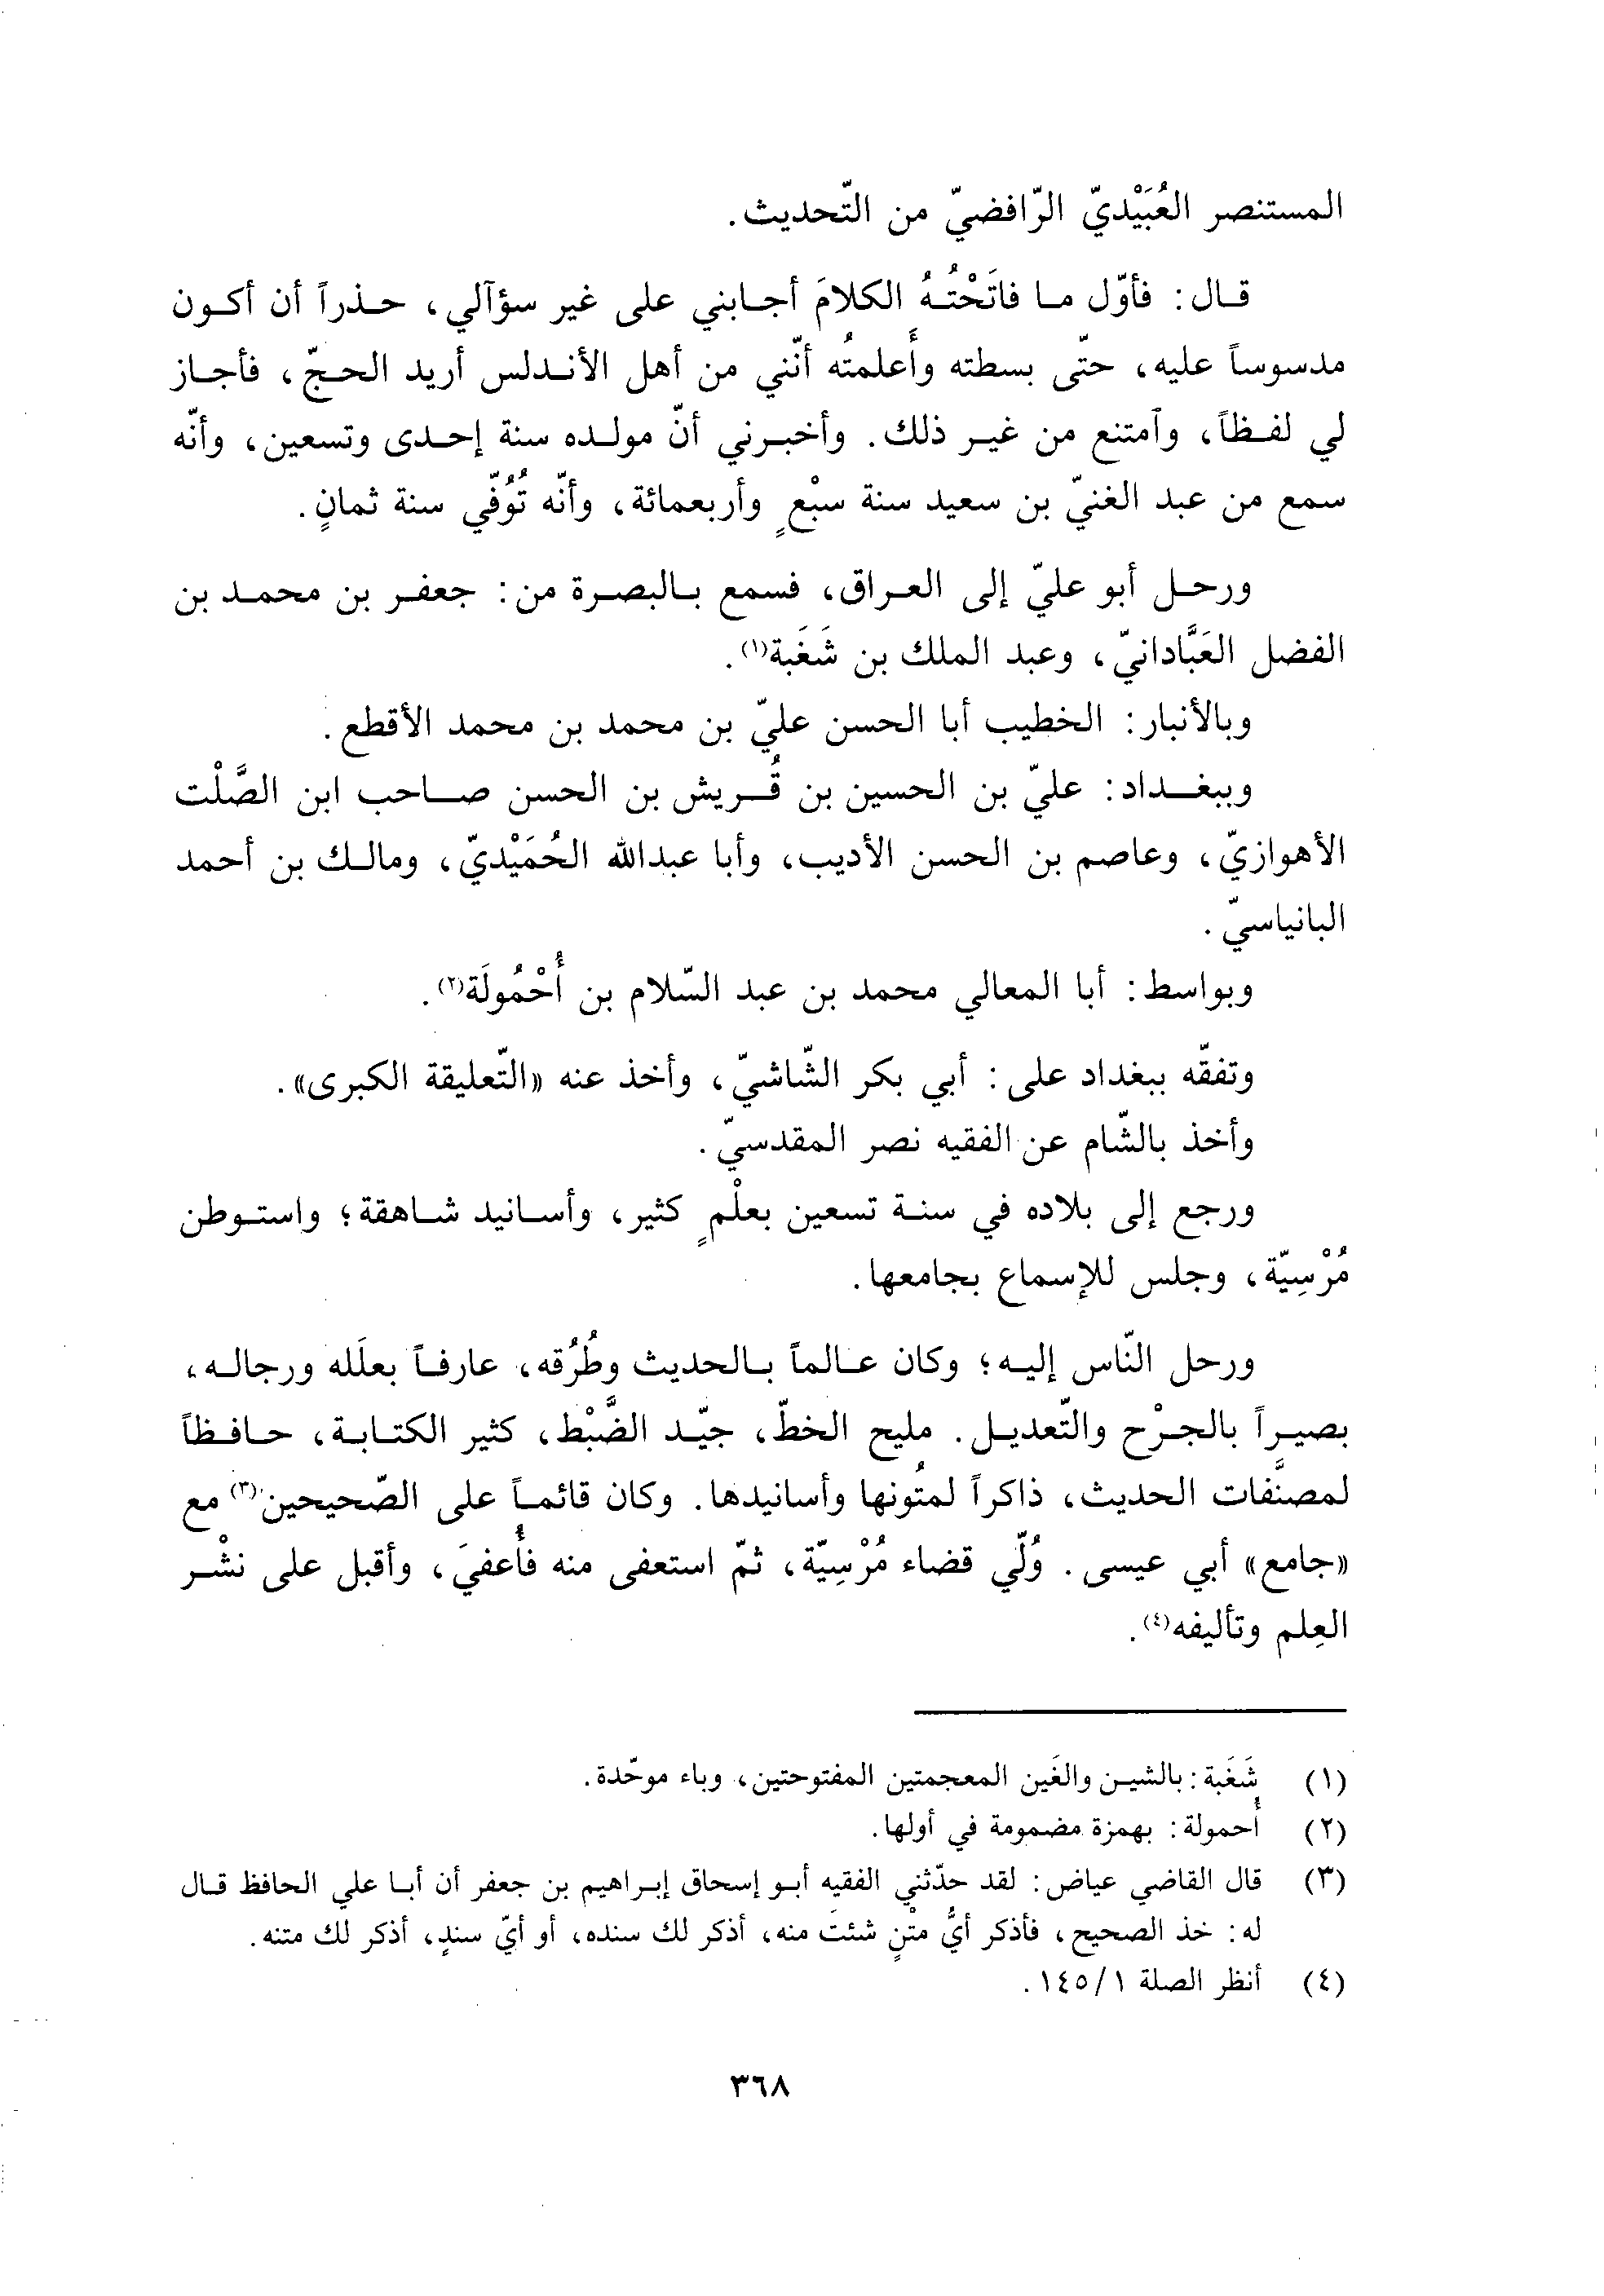 المستنصر العُبَيْديّ الرّافضيّ من التّحديث.
قال: فأوّل ما فاتَحْتُهُ الكلامَ أجابني على غير سؤآلي، حذراً أن أكون
مدسوساً عليه، حتّى بسطته وأَعلمتُه أنّني من أهل الأندلس أريد الحجّ، فأجاز
لي لفظاً، وآمتنع من غير ذلك. وأخبرني أنّ مولده سنة إحدى وتسعين، وأنّه
سمع من عبد الغنيّ بن سعيد سنة سبْعٍ وأربعمائة، وأنّه تُوُفّي سنة ثمانٍ.
ورحل أبو عليّ إلى العراق، فسمع بالبصرة من: جعفر بن محمد بن
الفضل العَبَّادانيّ، وعبد الملك بن شَغَبة(١).
وبالأنبار: الخطيب أبا الحسن عليّ بن محمد بن محمد الأقطع.
وببغداد: عليّ بن الحسين بن قُريش بن الحسن صاحب ابن الصَّلْت
الأهوازيّ، وعاصم بن الحسن الأديب، وأبا عبدالله الحُمَيْديّ، ومالك بن أحمد
البانياسيّ.
وبواسط: أبا المعالي محمد بن عبد السّلام بن أُحْمُولَة(٢).
وتفقّه ببغداد على: أبي بكر الشّاشيّ، وأخذ عنه «التّعليقة الكبرى».
وأخذ بالشّام عن الفقيه نصر المقدسيّ.
ورجع إلى بلاده في سنة تسعين بعلْمٍ كثير، وأسانيد شاهقة؛ واستوطن
مُرْسِيّة، وجلس للإسماع بجامعها.
ورحل النّاس إليه؛ وكان عالماً بالحديث وطُرُقه، عارفاً بعلَله ورجاله،
بصيراً بالجرْح والتّعديل. مليح الخطّ، جيّد الضَّبْط، كثير الكتابة، حافظاً
لمصنَّفات الحديث، ذاكراً لمتُونها وأسانيدها. وكان قائماً على الصّحيحين(٣) مع
«جامع» أبي عيسى. وُلّي قضاء مُرْسِيّة، ثمّ استعفى منه فأُعفيَ، وأقبل على نشْر
العِلم وتأليفه(٤).
(١) شَغَبة: بالشين والغَين المعجمتين المفتوحتين، وباء موحّدة.
(٢) أُحمولة: بهمزة مضمومة في أولها.
(٣) قال القاضي عياض: لقد حدّثني الفقيه أبو إسحاق إبراهيم بن جعفر أن أبا علي الحافظ قال
له: خذ الصحيح، فأذكر أيُّ متْنٍ شئتَ منه، أذكر لك سنده، أو أيّ سندٍ، أذكر لك متنه.
(٤) أنظر الصلة ١/١٤٥.
٣٦٨